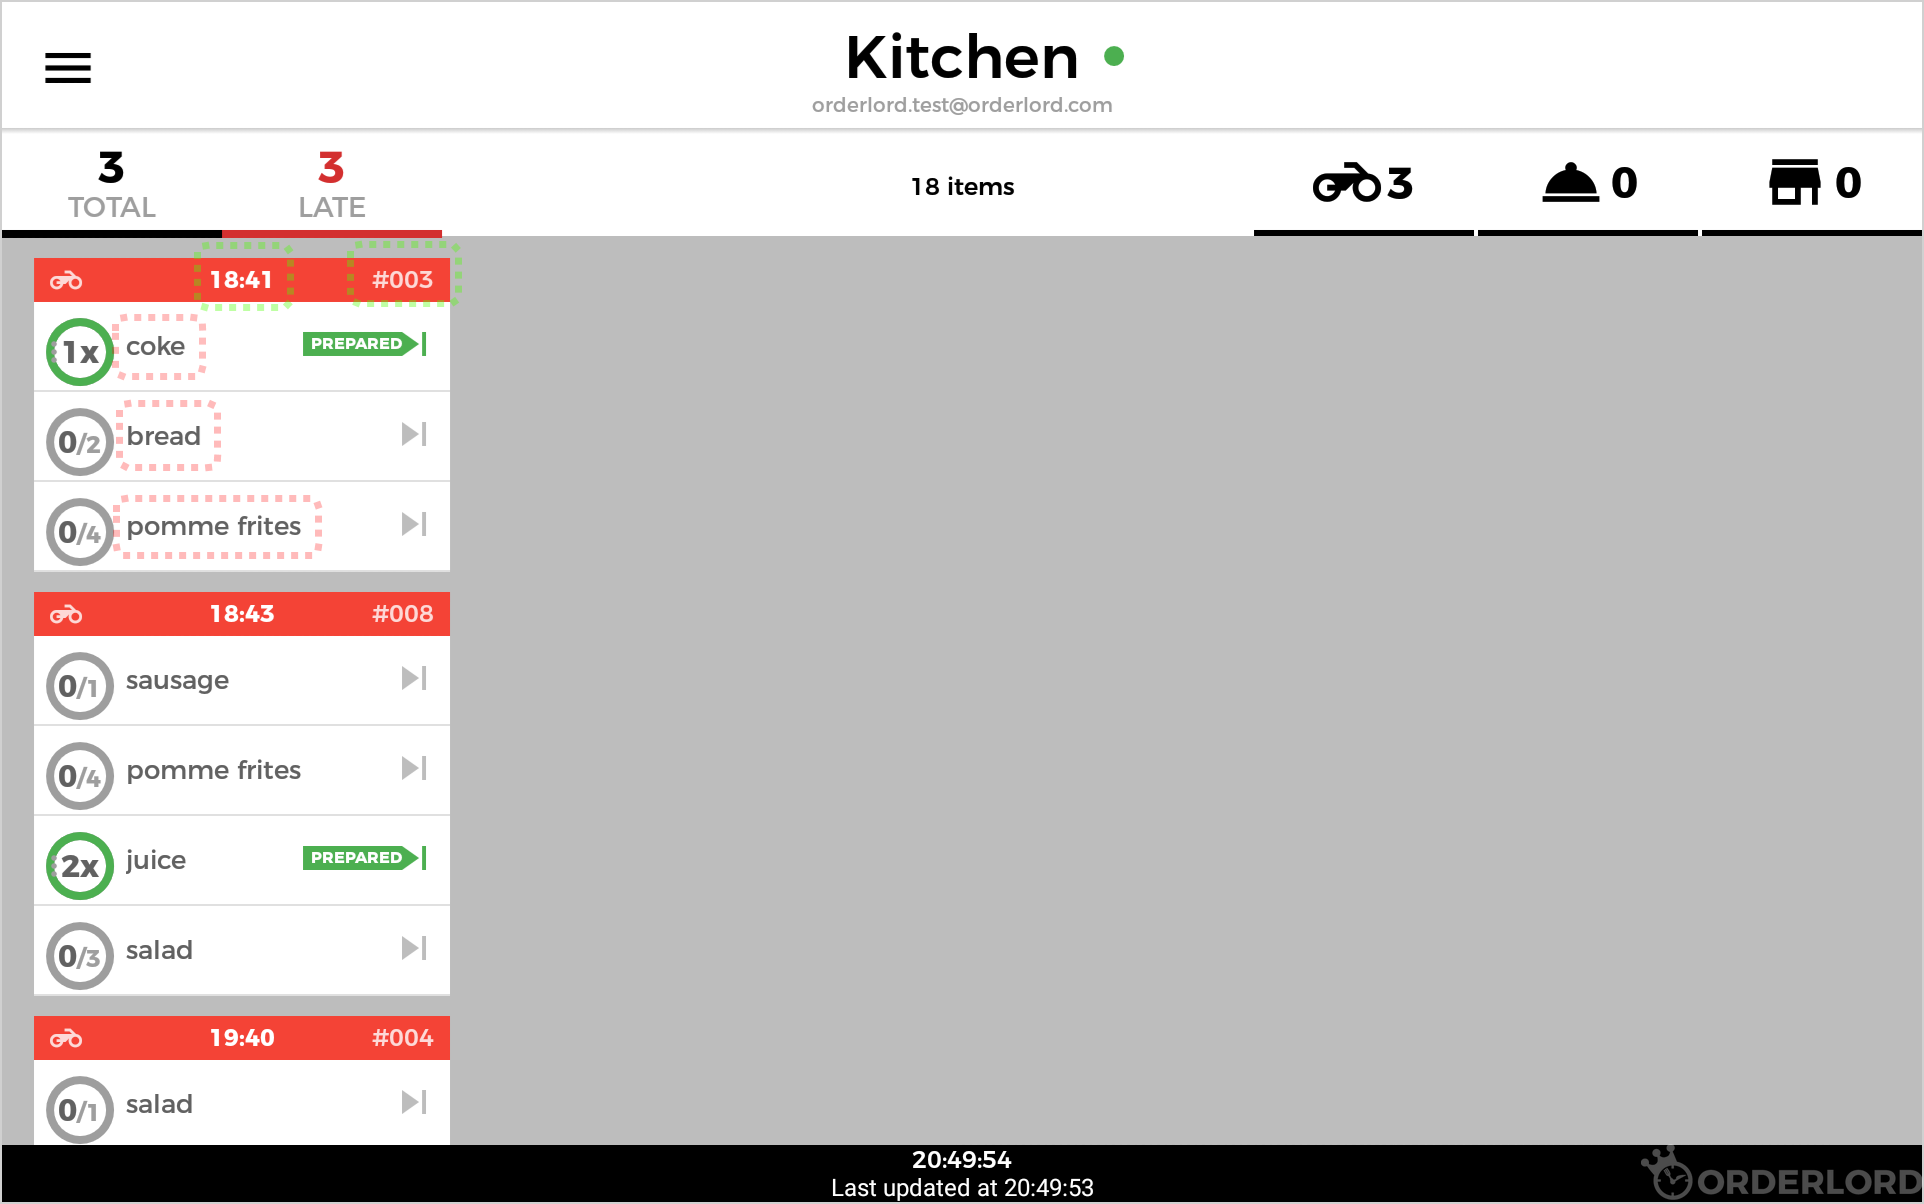 Kitchen
orderlord.test@orderlord.com
3
TOTAL
3
LATE
18 items
3
0
0
18:41 #003
1x coke PREPARED
0/2 bread
0/4 pomme frites
18:43 #008
0/1 sausage
0/4 pomme frites
2x juice PREPARED
0/3 salad
19:40 #004
0/1 salad
20:49:54
Last updated at 20:49:53
ORDERLORD